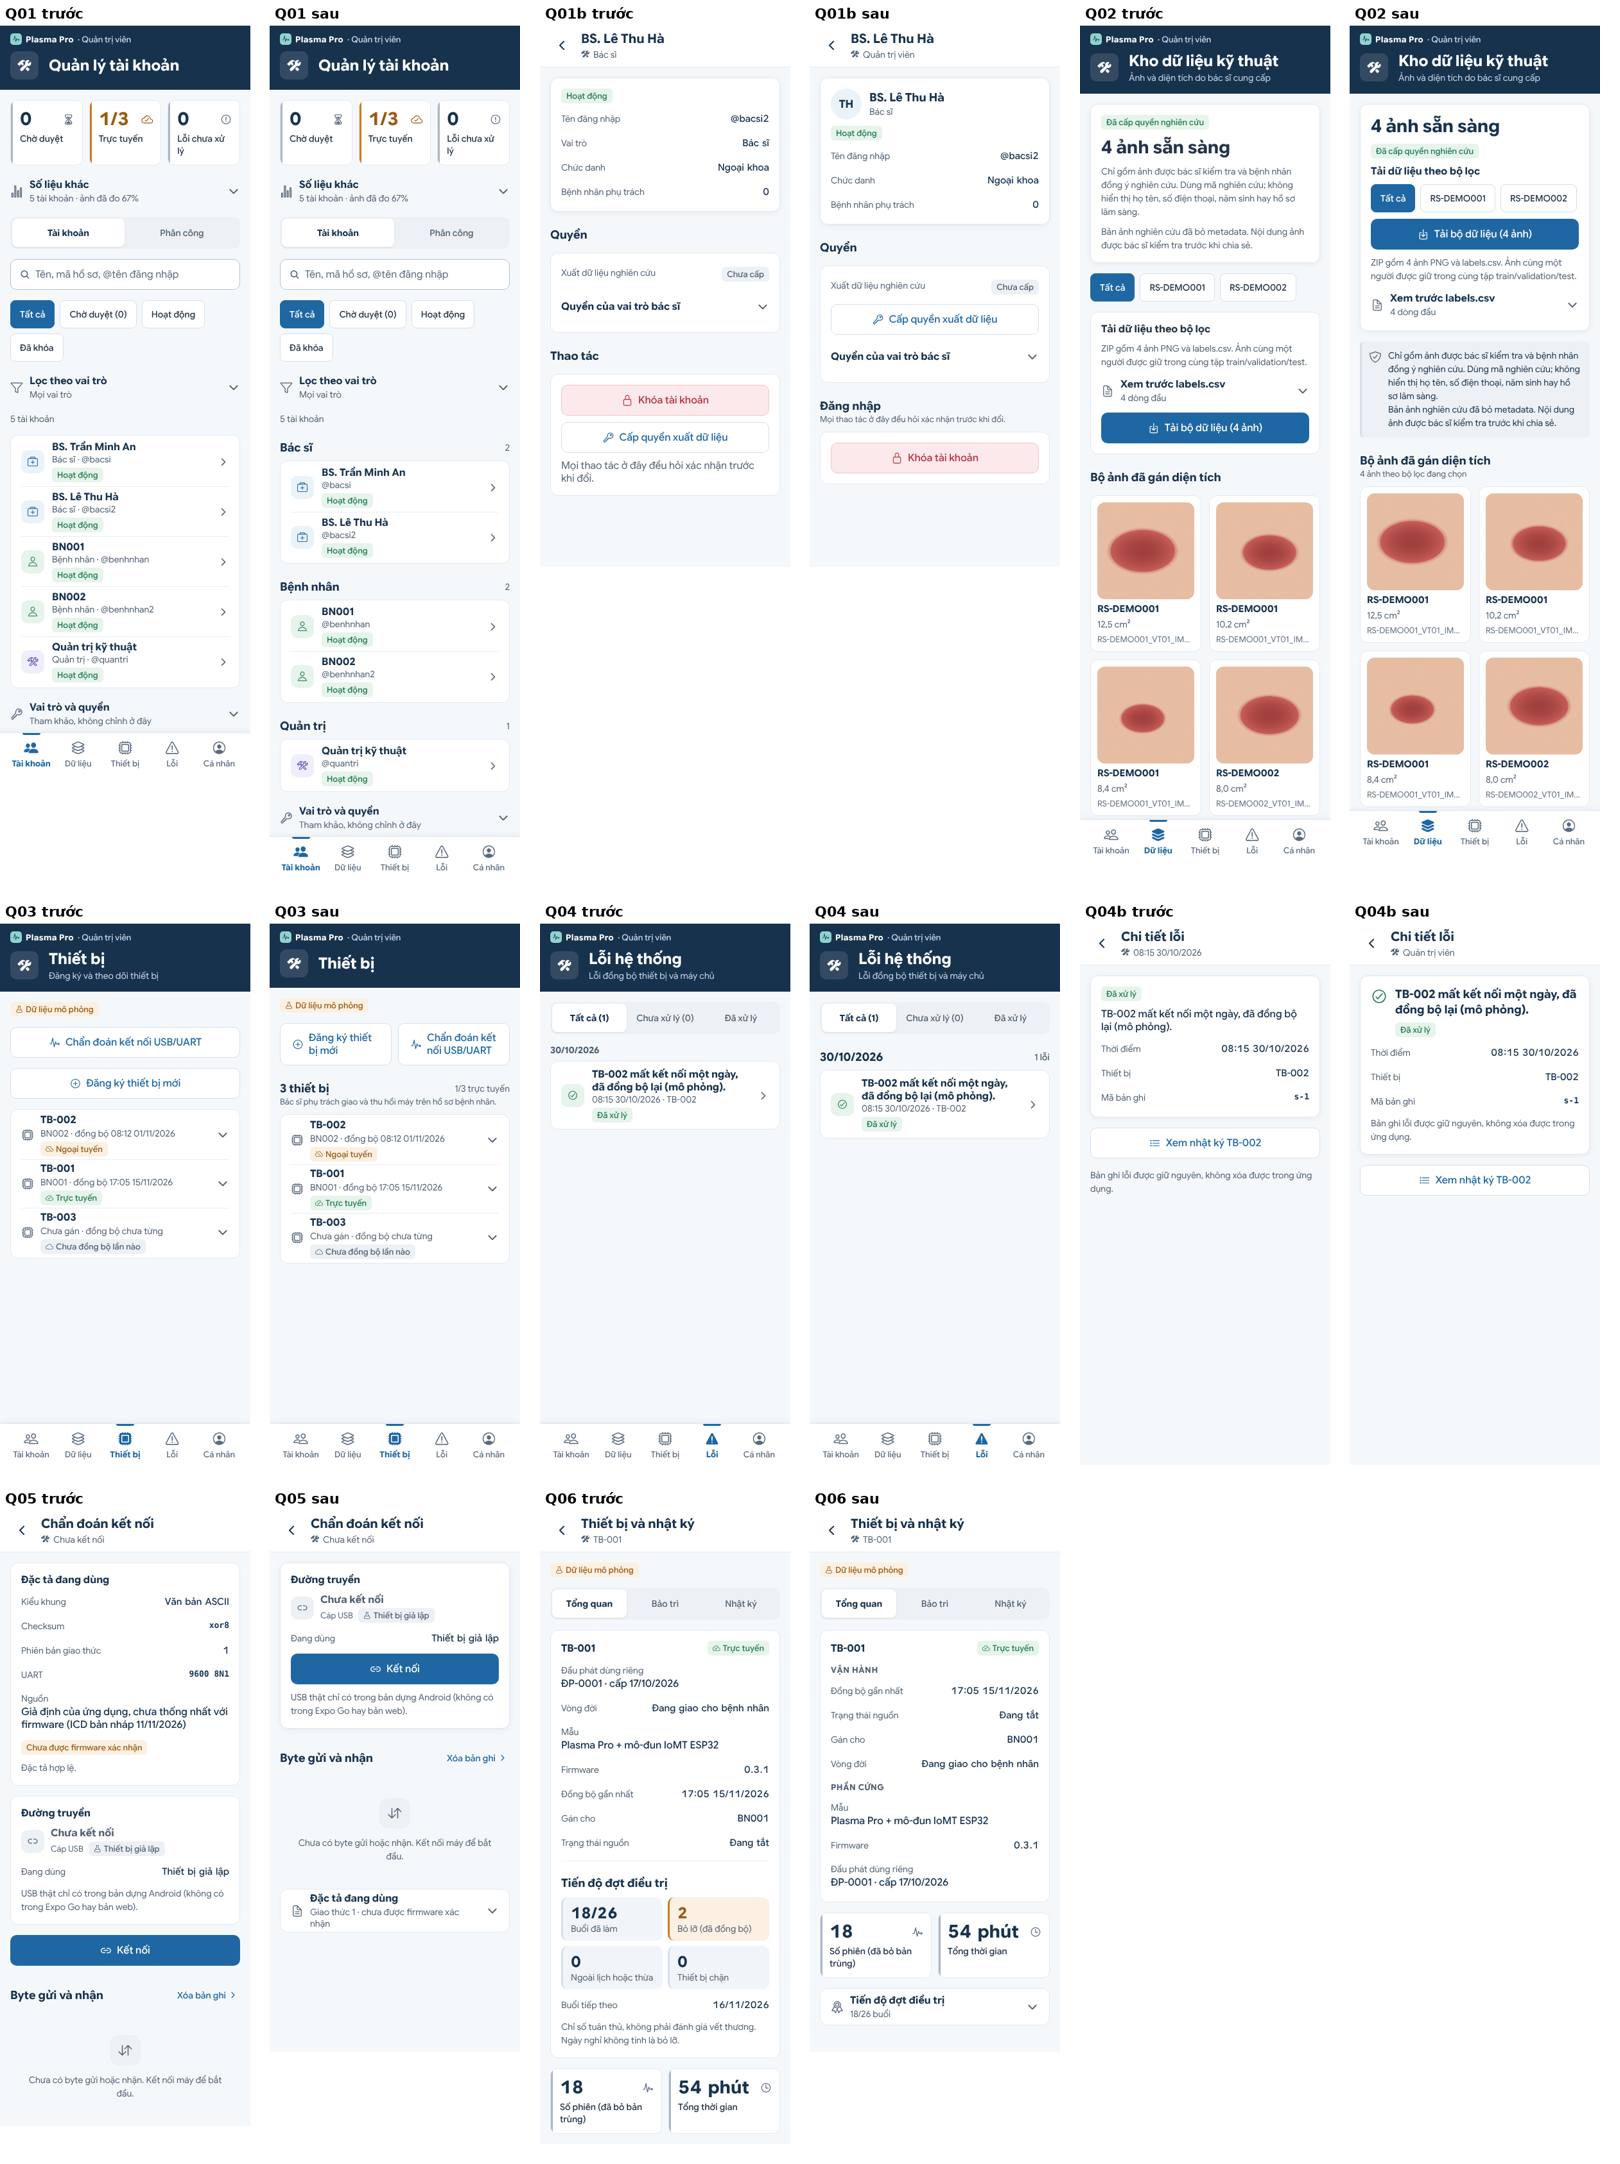 Q01 trước
Plasma Pro · Quản trị viên
Quản lý tài khoản
0
Chờ duyệt
1/3
Trực tuyến
0
Lỗi chưa xử
lý
Số liệu khác
5 tài khoản · ảnh đã đo 67%
Tài khoản
Phân công
Tên, mã hồ sơ, @tên đăng nhập
Tất cả
Chờ duyệt (0)
Hoạt động
Đã khóa
Lọc theo vai trò
Mọi vai trò
5 tài khoản
BS. Trần Minh An
Bác sĩ · @bacsi
Hoạt động
BS. Lê Thu Hà
Bác sĩ · @bacsi2
Hoạt động
BN001
Bệnh nhân · @benhnhan
Hoạt động
BN002
Bệnh nhân · @benhnhan2
Hoạt động
Quản trị kỹ thuật
Quản trị · @quantri
Hoạt động
Vai trò và quyền
Tham khảo, không chỉnh ở đây
Tài khoản
Dữ liệu
Thiết bị
Lỗi
Cá nhân
Q01 sau
Plasma Pro · Quản trị viên
Quản lý tài khoản
0
Chờ duyệt
1/3
Trực tuyến
0
Lỗi chưa xử
lý
Số liệu khác
5 tài khoản · ảnh đã đo 67%
Tài khoản
Phân công
Tên, mã hồ sơ, @tên đăng nhập
Tất cả
Chờ duyệt (0)
Hoạt động
Đã khóa
Lọc theo vai trò
Mọi vai trò
5 tài khoản
Bác sĩ
2
BS. Trần Minh An
@bacsi
Hoạt động
BS. Lê Thu Hà
@bacsi2
Hoạt động
Bệnh nhân
2
BN001
@benhnhan
Hoạt động
BN002
@benhnhan2
Hoạt động
Quản trị
1
Quản trị kỹ thuật
@quantri
Hoạt động
Vai trò và quyền
Tham khảo, không chỉnh ở đây
Tài khoản
Dữ liệu
Thiết bị
Lỗi
Cá nhân
Q01b trước
BS. Lê Thu Hà
Bác sĩ
Hoạt động
Tên đăng nhập
@bacsi2
Vai trò
Bác sĩ
Chức danh
Ngoại khoa
Bệnh nhân phụ trách
0
Quyền
Xuất dữ liệu nghiên cứu
Chưa cấp
Quyền của vai trò bác sĩ
Thao tác
Khóa tài khoản
Cấp quyền xuất dữ liệu
Mọi thao tác ở đây đều hỏi xác nhận trước
khi đổi.
Q01b sau
BS. Lê Thu Hà
Quản trị viên
TH
BS. Lê Thu Hà
Bác sĩ
Hoạt động
Tên đăng nhập
@bacsi2
Chức danh
Ngoại khoa
Bệnh nhân phụ trách
0
Quyền
Xuất dữ liệu nghiên cứu
Chưa cấp
Cấp quyền xuất dữ liệu
Quyền của vai trò bác sĩ
Đăng nhập
Mọi thao tác ở đây đều hỏi xác nhận trước khi đổi.
Khóa tài khoản
Q02 trước
Plasma Pro · Quản trị viên
Kho dữ liệu kỹ thuật
Ảnh và diện tích do bác sĩ cung cấp
Đã cấp quyền nghiên cứu
4 ảnh sẵn sàng
Chỉ gồm ảnh được bác sĩ kiểm tra và bệnh nhân
đồng ý nghiên cứu. Dùng mã nghiên cứu; không
hiển thị họ tên, số điện thoại, năm sinh hay hồ sơ
lâm sàng.
Bản ảnh nghiên cứu đã bỏ metadata. Nội dung ảnh
được bác sĩ kiểm tra trước khi chia sẻ.
Tất cả
RS-DEMO001
RS-DEMO002
Tải dữ liệu theo bộ lọc
ZIP gồm 4 ảnh PNG và labels.csv. Ảnh cùng một
người được giữ trong cùng tập train/validation/test.
Xem trước labels.csv
4 dòng đầu
Tải bộ dữ liệu (4 ảnh)
Bộ ảnh đã gán diện tích
RS-DEMO001
12,5 cm²
RS-DEMO001_VT01_IM...
RS-DEMO001
10,2 cm²
RS-DEMO001_VT01_IM...
RS-DEMO001
8,4 cm²
RS-DEMO001_VT01_IM...
RS-DEMO002
8,0 cm²
RS-DEMO002_VT01_IM...
Tài khoản
Dữ liệu
Thiết bị
Lỗi
Cá nhân
Q02 sau
Plasma Pro · Quản trị viên
Kho dữ liệu kỹ thuật
Ảnh và diện tích do bác sĩ cung cấp
4 ảnh sẵn sàng
Đã cấp quyền nghiên cứu
Tải dữ liệu theo bộ lọc
Tất cả
RS-DEMO001
RS-DEMO002
Tải bộ dữ liệu (4 ảnh)
ZIP gồm 4 ảnh PNG và labels.csv. Ảnh cùng một
người được giữ trong cùng tập train/validation/test.
Xem trước labels.csv
4 dòng đầu
Chỉ gồm ảnh được bác sĩ kiểm tra và bệnh nhân
đồng ý nghiên cứu. Dùng mã nghiên cứu; không
hiển thị họ tên, số điện thoại, năm sinh hay hồ
sơ lâm sàng.
Bản ảnh nghiên cứu đã bỏ metadata. Nội dung
ảnh được bác sĩ kiểm tra trước khi chia sẻ.
Bộ ảnh đã gán diện tích
4 ảnh theo bộ lọc đang chọn
RS-DEMO001
12,5 cm²
RS-DEMO001_VT01_IM...
RS-DEMO001
10,2 cm²
RS-DEMO001_VT01_IM...
RS-DEMO001
8,4 cm²
RS-DEMO001_VT01_IM...
RS-DEMO002
8,0 cm²
RS-DEMO002_VT01_IM...
Tài khoản
Dữ liệu
Thiết bị
Lỗi
Cá nhân
Q03 trước
Plasma Pro · Quản trị viên
Thiết bị
Đăng ký và theo dõi thiết bị
Dữ liệu mô phỏng
Chẩn đoán kết nối USB/UART
Đăng ký thiết bị mới
TB-002
BN002 · đồng bộ 08:12 01/11/2026
Ngoại tuyến
TB-001
BN001 · đồng bộ 17:05 15/11/2026
Trực tuyến
TB-003
Chưa gán · đồng bộ chưa từng
Chưa đồng bộ lần nào
Tài khoản
Dữ liệu
Thiết bị
Lỗi
Cá nhân
Q03 sau
Plasma Pro · Quản trị viên
Thiết bị
Dữ liệu mô phỏng
Đăng ký thiết
bị mới
Chẩn đoán kết
nối USB/UART
3 thiết bị
1/3 trực tuyến
Bác sĩ phụ trách giao và thu hồi máy trên hồ sơ bệnh nhân.
TB-002
BN002 · đồng bộ 08:12 01/11/2026
Ngoại tuyến
TB-001
BN001 · đồng bộ 17:05 15/11/2026
Trực tuyến
TB-003
Chưa gán · đồng bộ chưa từng
Chưa đồng bộ lần nào
Tài khoản
Dữ liệu
Thiết bị
Lỗi
Cá nhân
Q04 trước
Plasma Pro · Quản trị viên
Lỗi hệ thống
Lỗi đồng bộ thiết bị và máy chủ
Tất cả (1)
Chưa xử lý (0)
Đã xử lý
30/10/2026
TB-002 mất kết nối một ngày,
đã đồng bộ lại (mô phỏng).
08:15 30/10/2026 · TB-002
Đã xử lý
Tài khoản
Dữ liệu
Thiết bị
Lỗi
Cá nhân
Q04 sau
Plasma Pro · Quản trị viên
Lỗi hệ thống
Lỗi đồng bộ thiết bị và máy chủ
Tất cả (1)
Chưa xử lý (0)
Đã xử lý
30/10/2026
1 lỗi
TB-002 mất kết nối một ngày,
đã đồng bộ lại (mô phỏng).
08:15 30/10/2026 · TB-002
Đã xử lý
Tài khoản
Dữ liệu
Thiết bị
Lỗi
Cá nhân
Q04b trước
Chi tiết lỗi
08:15 30/10/2026
Đã xử lý
TB-002 mất kết nối một ngày, đã đồng bộ
lại (mô phỏng).
Thời điểm
08:15 30/10/2026
Thiết bị
TB-002
Mã bản ghi
s-1
Xem nhật ký TB-002
Bản ghi lỗi được giữ nguyên, không xóa được trong ứng
dụng.
Q04b sau
Chi tiết lỗi
Quản trị viên
TB-002 mất kết nối một ngày, đã
đồng bộ lại (mô phỏng).
Đã xử lý
Thời điểm
08:15 30/10/2026
Thiết bị
TB-002
Mã bản ghi
s-1
Bản ghi lỗi được giữ nguyên, không xóa được trong
ứng dụng.
Xem nhật ký TB-002
Q05 trước
Chẩn đoán kết nối
Chưa kết nối
Đặc tả đang dùng
Kiểu khung
Văn bản ASCII
Checksum
xor8
Phiên bản giao thức
1
UART
9600 8N1
Nguồn
Giả định của ứng dụng, chưa thống nhất với
firmware (ICD bản nháp 11/11/2026)
Chưa được firmware xác nhận
Đặc tả hợp lệ.
Đường truyền
Chưa kết nối
Cáp USB
Thiết bị giả lập
Đang dùng
Thiết bị giả lập
USB thật chỉ có trong bản dựng Android (không có
trong Expo Go hay bản web).
Kết nối
Byte gửi và nhận
Xóa bản ghi
Chưa có byte gửi hoặc nhận. Kết nối máy để bắt
đầu.
Q05 sau
Chẩn đoán kết nối
Chưa kết nối
Đường truyền
Chưa kết nối
Cáp USB
Thiết bị giả lập
Đang dùng
Thiết bị giả lập
Kết nối
USB thật chỉ có trong bản dựng Android (không có
trong Expo Go hay bản web).
Byte gửi và nhận
Xóa bản ghi
Chưa có byte gửi hoặc nhận. Kết nối máy để bắt
đầu.
Đặc tả đang dùng
Giao thức 1 · chưa được firmware xác
nhận
Q06 trước
Thiết bị và nhật ký
TB-001
Dữ liệu mô phỏng
Tổng quan
Bảo trì
Nhật ký
TB-001
Trực tuyến
Đầu phát dùng riêng
ĐP-0001 · cấp 17/10/2026
Vòng đời
Đang giao cho bệnh nhân
Mẫu
Plasma Pro + mô-đun IoMT ESP32
Firmware
0.3.1
Đồng bộ gần nhất
17:05 15/11/2026
Gán cho
BN001
Trạng thái nguồn
Đang tắt
Tiến độ đợt điều trị
18/26
Buổi đã làm
2
Bỏ lỡ (đã đồng bộ)
0
Ngoài lịch hoặc thừa
0
Thiết bị chặn
Buổi tiếp theo
16/11/2026
Chỉ số tuân thủ, không phải đánh giá vết thương.
Ngày nghỉ không tính là bỏ lỡ.
18
Số phiên (đã bỏ bản
trùng)
54 phút
Tổng thời gian
Q06 sau
Thiết bị và nhật ký
TB-001
Dữ liệu mô phỏng
Tổng quan
Bảo trì
Nhật ký
TB-001
Trực tuyến
VẬN HÀNH
Đồng bộ gần nhất
17:05 15/11/2026
Trạng thái nguồn
Đang tắt
Gán cho
BN001
Vòng đời
Đang giao cho bệnh nhân
PHẦN CỨNG
Mẫu
Plasma Pro + mô-đun IoMT ESP32
Firmware
0.3.1
Đầu phát dùng riêng
ĐP-0001 · cấp 17/10/2026
18
Số phiên (đã bỏ bản
trùng)
54 phút
Tổng thời gian
Tiến độ đợt điều trị
18/26 buổi